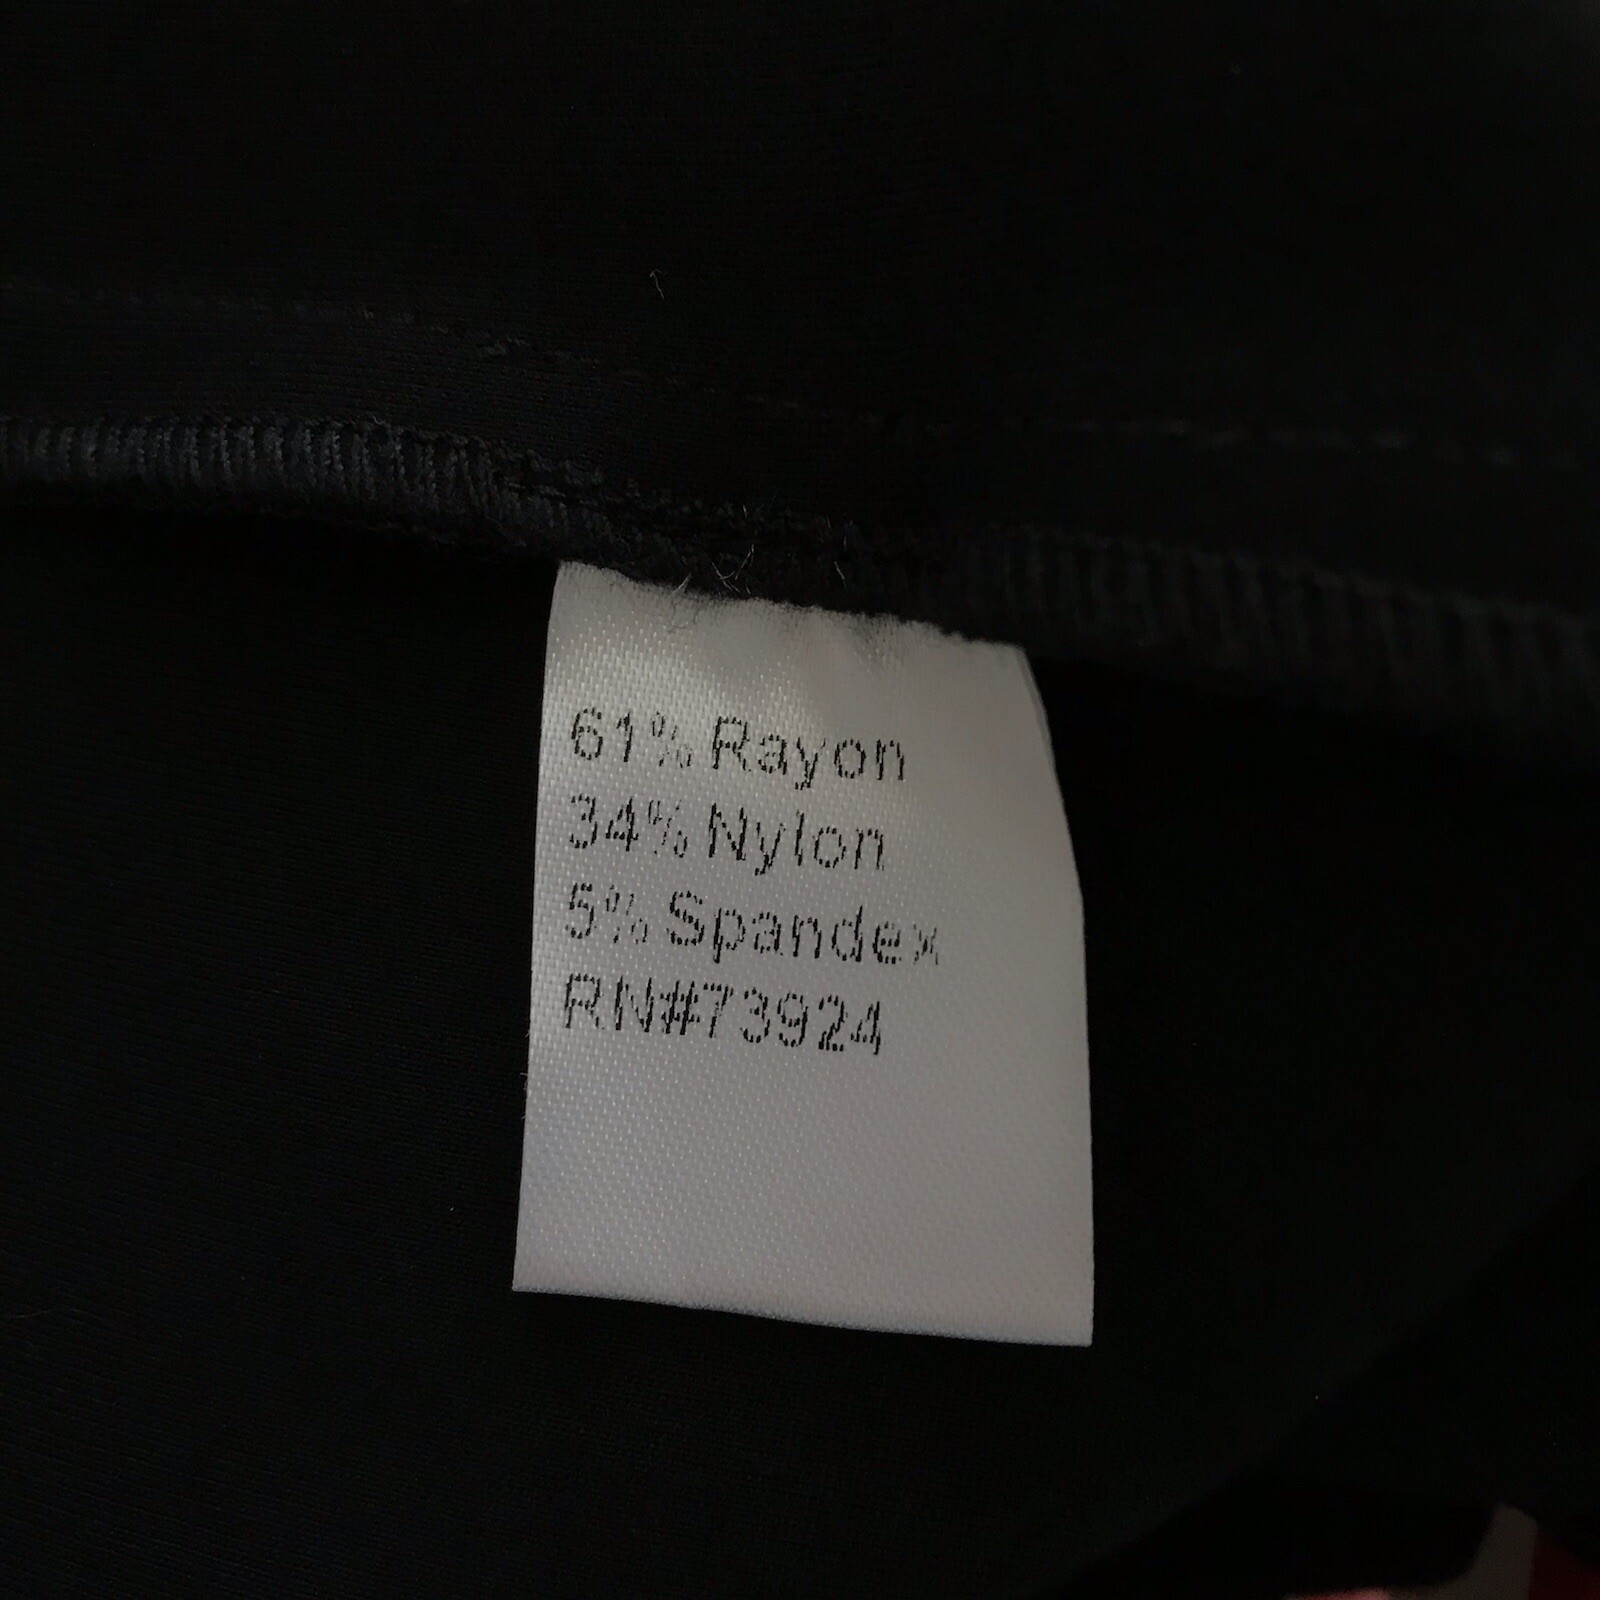 61% Rayon
34% Nylon
5% Spandex
RN#73924